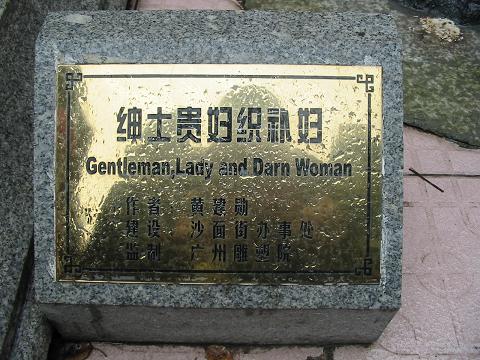 绅士贵妇织补妇
Gentleman,Lady and Darn Woman
作者 黄建勋
建设 沙面街办事处
监制 广州雕塑院